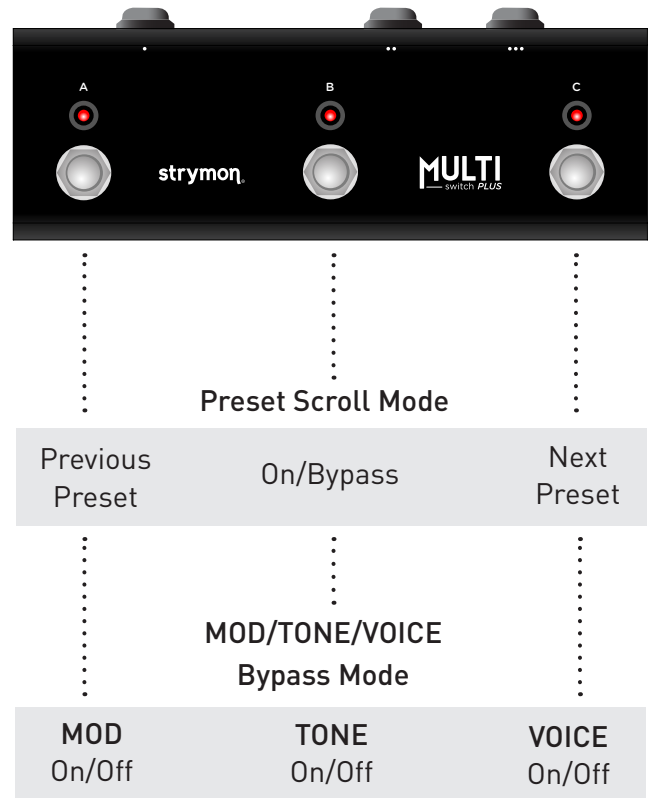 A B C
strymon®
MULTI
switch PLUS
Preset Scroll Mode
Previous
Preset
On/Bypass
Next
Preset
MOD/TONE/VOICE
Bypass Mode
MOD
On/Off
TONE
On/Off
VOICE
On/Off